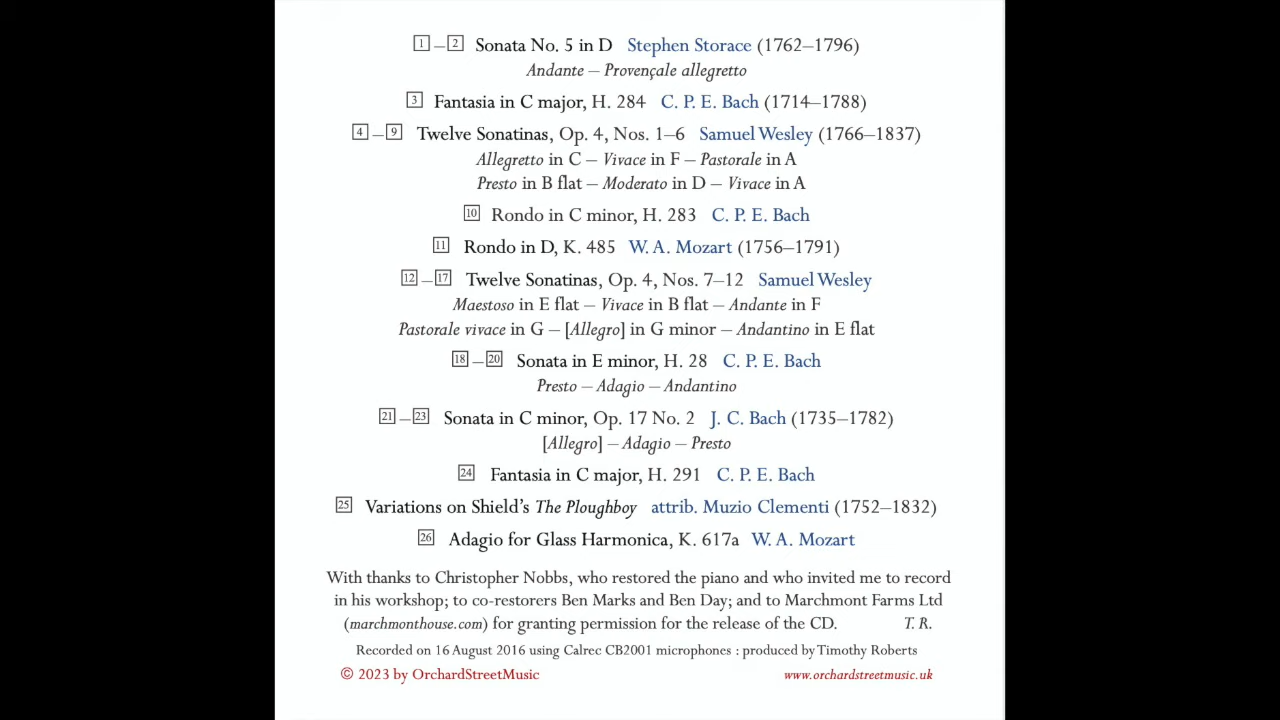 1 – 2 Sonata No. 5 in D Stephen Storace (1762–1796)
Andante – Provençale allegretto
3 Fantasia in C major, H. 284 C. P. E. Bach (1714–1788)
4 – 9 Twelve Sonatinas, Op. 4, Nos. 1–6 Samuel Wesley (1766–1837)
Allegretto in C – Vivace in F – Pastorale in A
Presto in B flat – Moderato in D – Vivace in A
10 Rondo in C minor, H. 283 C. P. E. Bach
11 Rondo in D, K. 485 W. A. Mozart (1756–1791)
12 – 17 Twelve Sonatinas, Op. 4, Nos. 7–12 Samuel Wesley
Maestoso in E flat – Vivace in B flat – Andante in F
Pastorale vivace in G – [Allegro] in G minor – Andantino in E flat
18 – 20 Sonata in E minor, H. 28 C. P. E. Bach
Presto – Adagio – Andantino
21 – 23 Sonata in C minor, Op. 17 No. 2 J. C. Bach (1735–1782)
[Allegro] – Adagio – Presto
24 Fantasia in C major, H. 291 C. P. E. Bach
25 Variations on Shield's The Ploughboy attrib. Muzio Clementi (1752–1832)
26 Adagio for Glass Harmonica, K. 617a W. A. Mozart
With thanks to Christopher Nobbs, who restored the piano and who invited me to record
in his workshop; to co-restorers Ben Marks and Ben Day; and to Marchmont Farms Ltd
(marchmonthouse.com) for granting permission for the release of the CD. T. R.
Recorded on 16 August 2016 using Calrec CB2001 microphones : produced by Timothy Roberts
© 2023 by OrchardStreetMusic www.orchardstreetmusic.uk